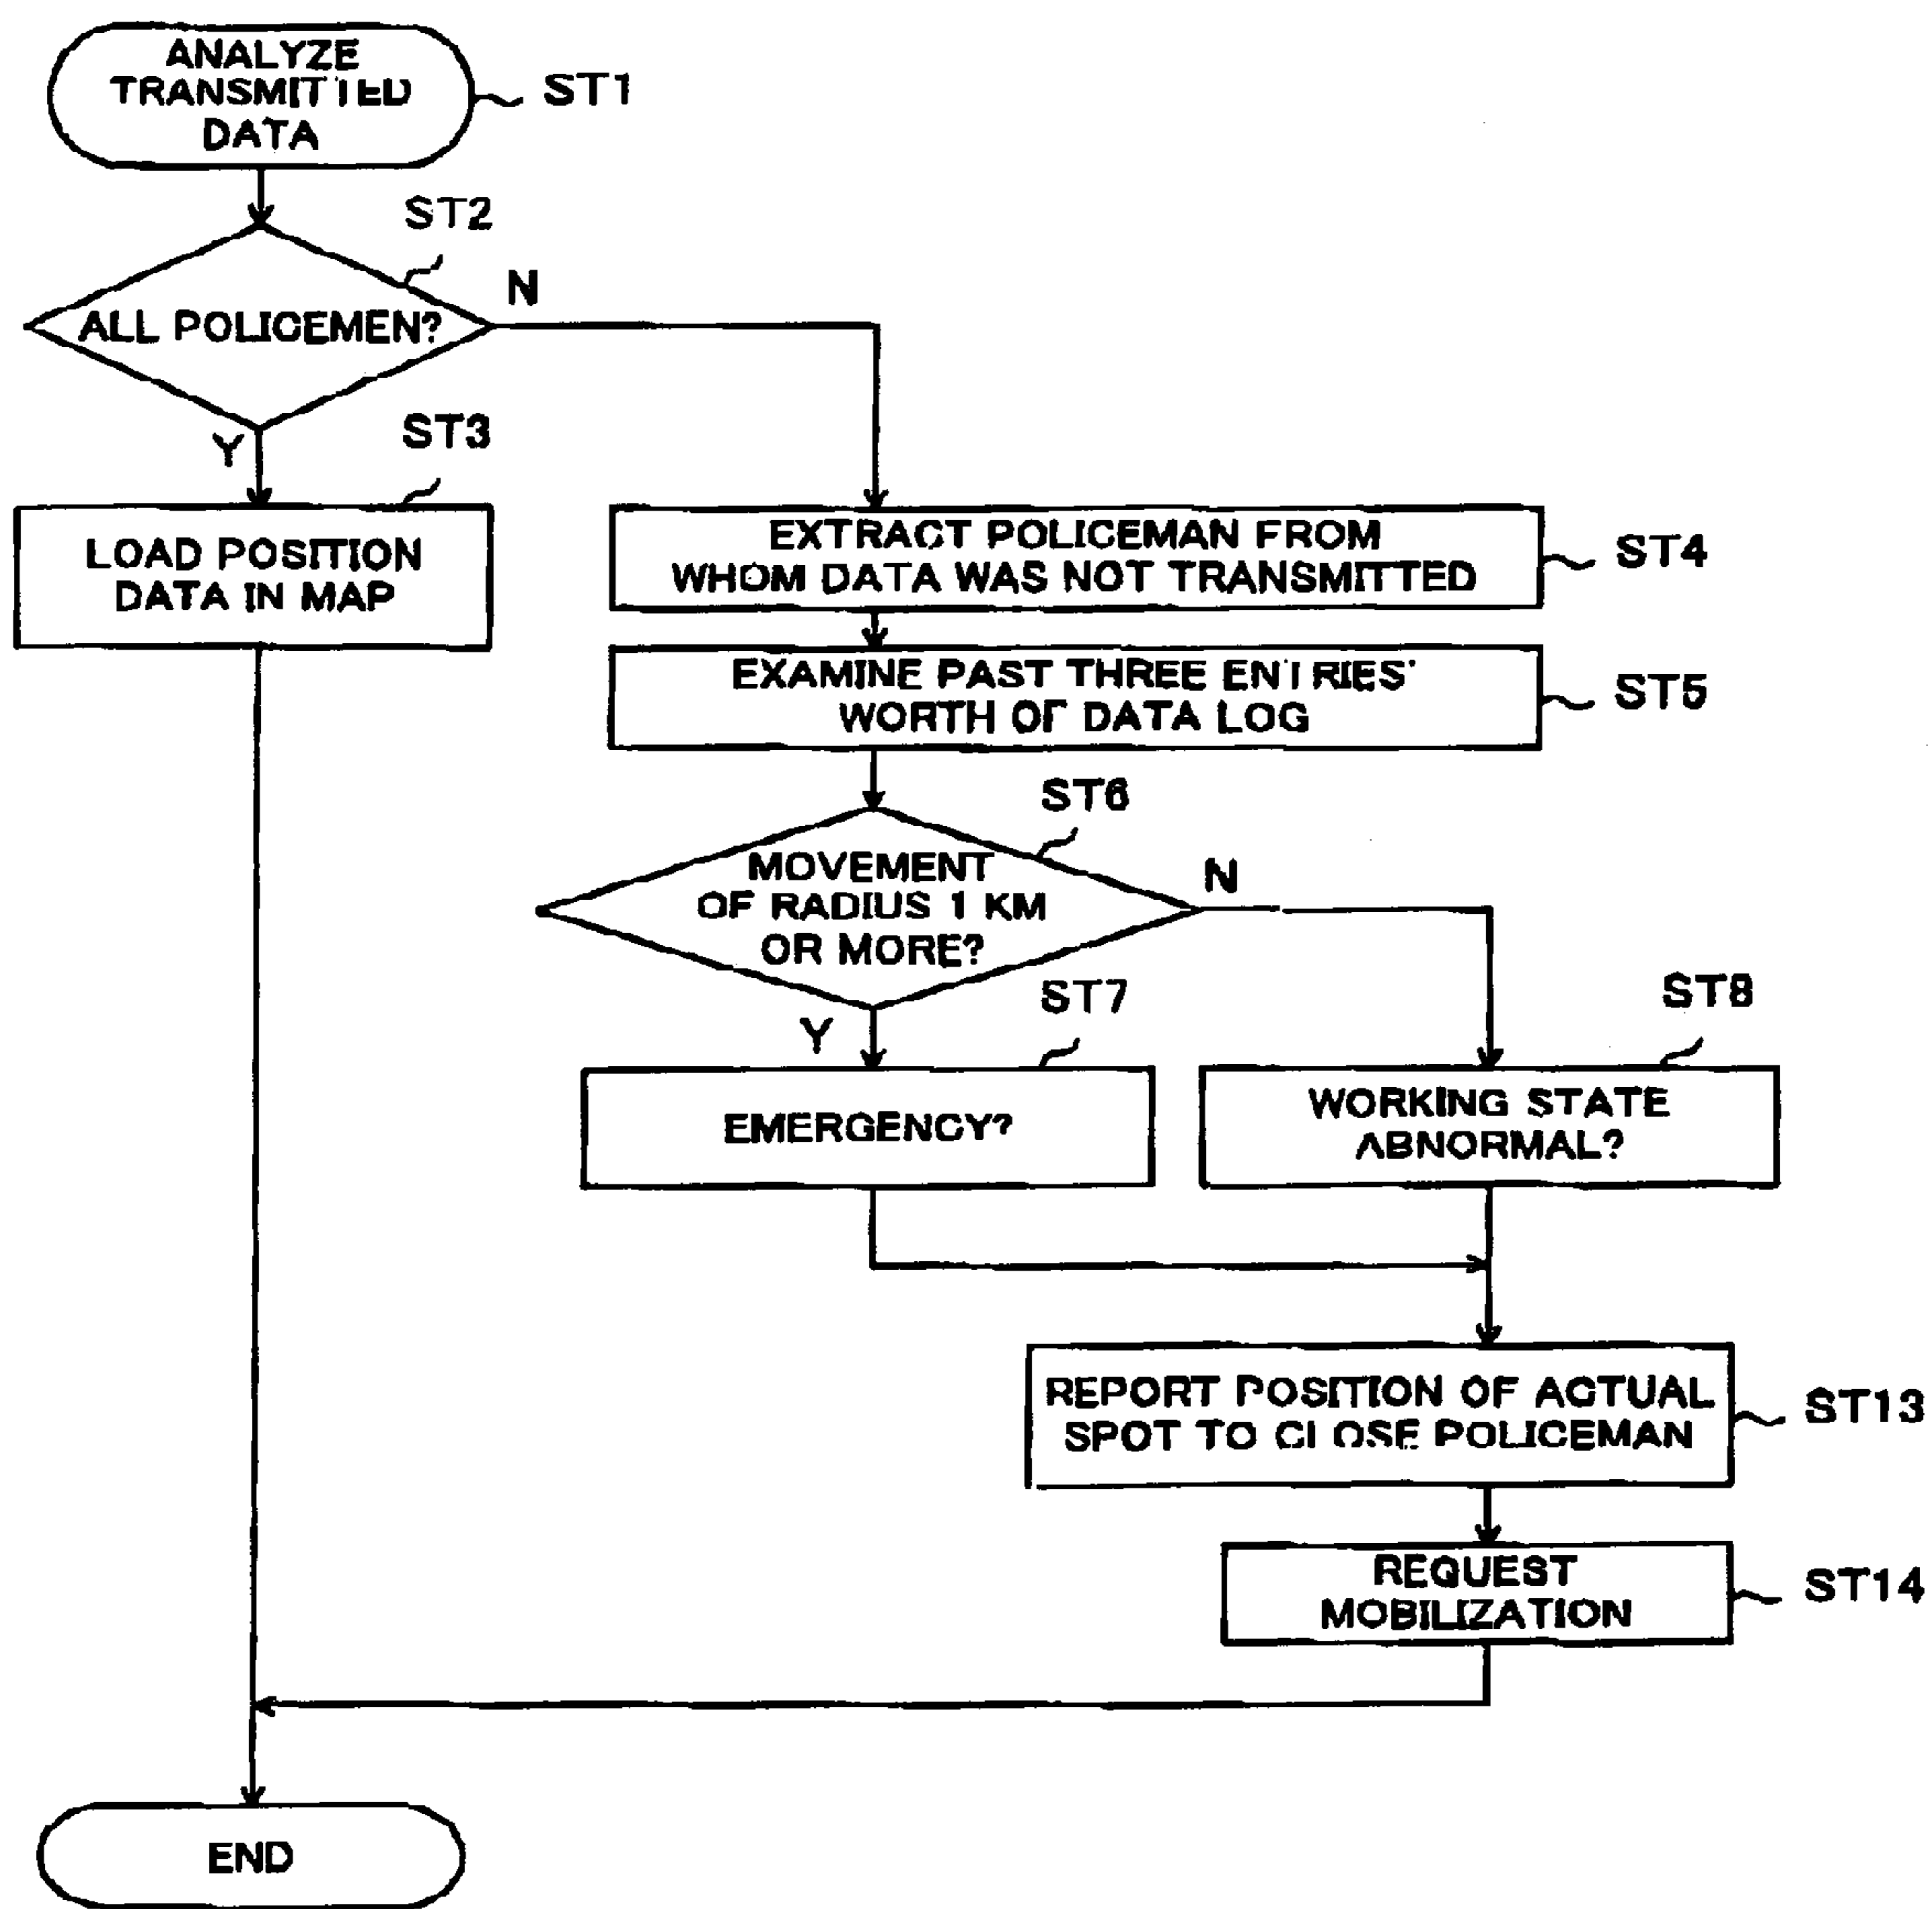 ANALYZE
TRANSMITTED
DATA
ST1
ST2
ALL POLICEMEN?
N
Y
ST3
LOAD POSITION
DATA IN MAP
EXTRACT POLICEMAN FROM
WHOM DATA WAS NOT TRANSMITTED
ST4
EXAMINE PAST THREE ENTRIES'
WORTH OF DATA LOG
ST5
ST6
MOVEMENT
OF RADIUS 1 KM
OR MORE?
N
Y
ST7
EMERGENCY?
ST8
WORKING STATE
ABNORMAL?
REPORT POSITION OF ACTUAL
SPOT TO CLOSE POLICEMAN
ST13
REQUEST
MOBILIZATION
ST14
END